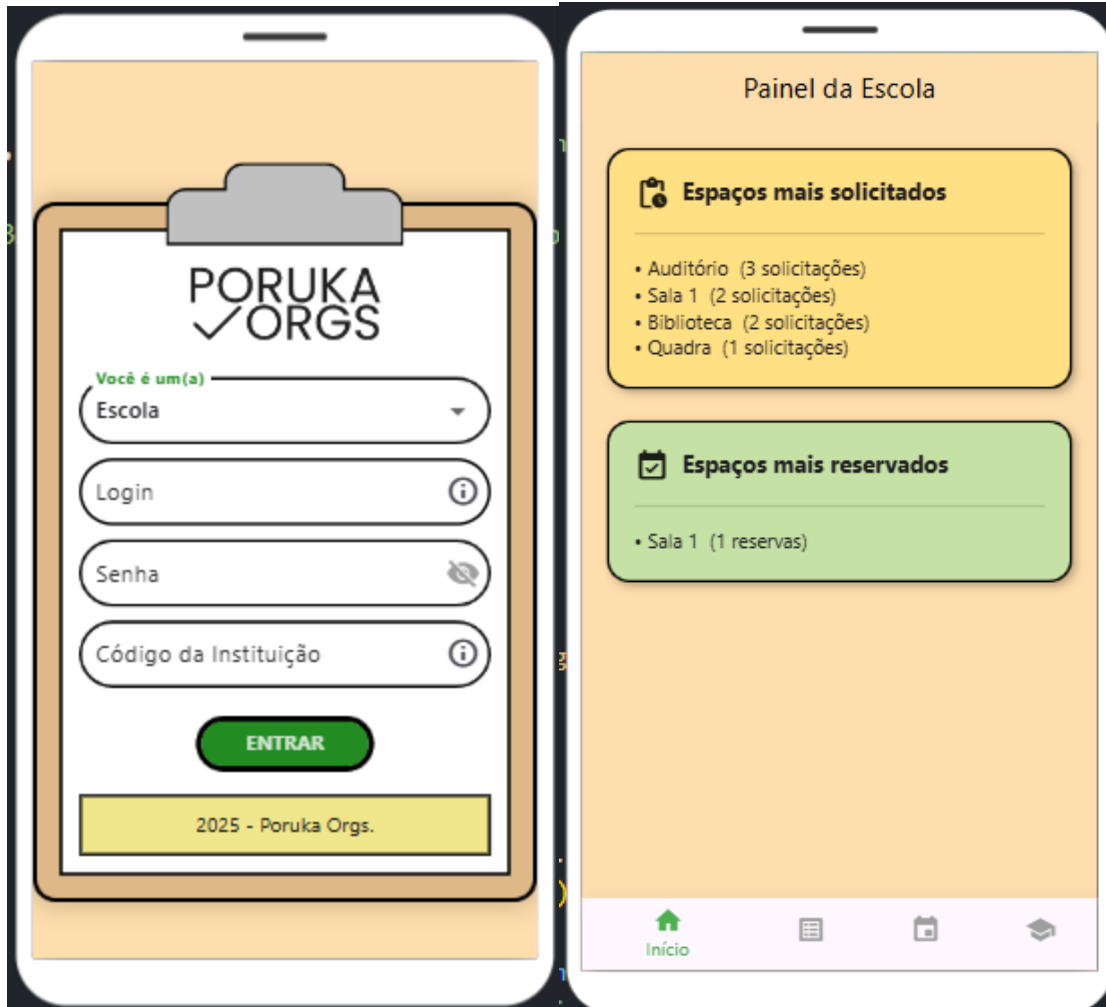 PORUKA
ORGS
Você é um(a)
Escola
Login
Senha
Código da Instituição
ENTRAR
2025 - Poruka Orgs.
Painel da Escola
Espaços mais solicitados
• Auditório (3 solicitações)
• Sala 1 (2 solicitações)
• Biblioteca (2 solicitações)
• Quadra (1 solicitações)
Espaços mais reservados
• Sala 1 (1 reservas)
Início